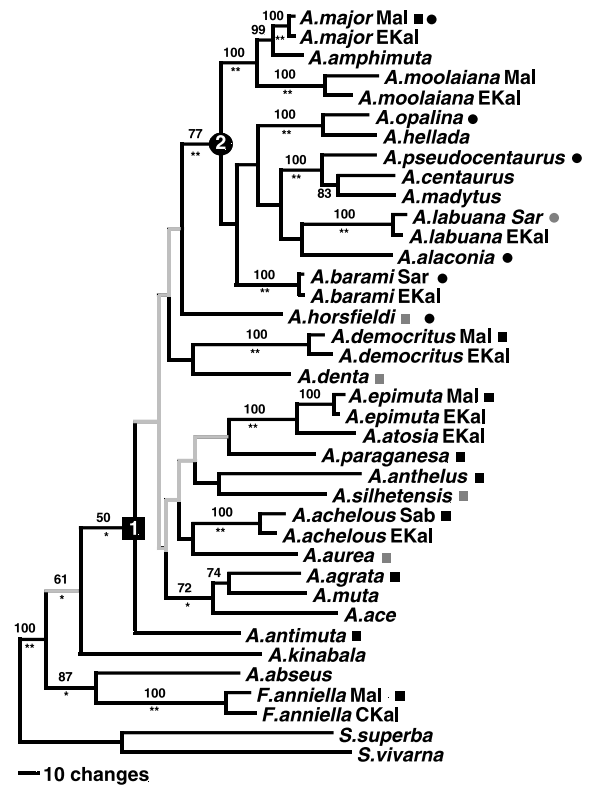 100
A.major Mal ■ ●
99
**
A.major EKal
100
A.amphimuta
**
100
A.moolaiana Mal
**
A.moolaiana EKal
100
A.opalina ●
77
2
**
A.hellada
**
100
A.pseudocentaurus ●
**
A.centaurus
83
A.madytus
100
A.labuana Sar ●
**
A.labuana EKal
A.alaconia ●
100
A.barami Sar ●
**
A.barami EKal
A.horsfieldi ■ ●
100
A.democritus Mal ■
**
A.democritus EKal
A.denta ■
100
A.epimuta Mal ■
100
A.epimuta EKal
**
A.atosia EKal
A.paraganesa ■
A.anthelus ■
A.silhetensis ■
100
A.achelous Sab ■
50
1
**
A.achelous EKal
*
A.aurea ■
74
A.agrata ■
61
72
A.muta
*
*
A.ace
100
A.antimuta ■
**
A.kinabala
87
A.abseus
*
100
F.anniella Mal ■
**
F.anniella CKal
S.superba
S.vivarna
10 changes